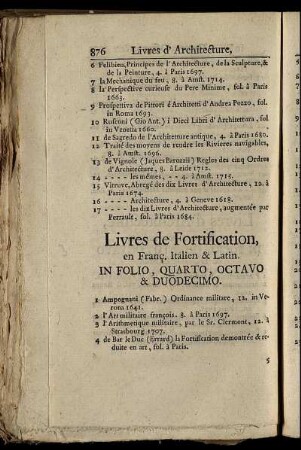 876 Livres d' Architecture,
6 Felibins, Principes de l'Architecture, de la Sculpture, &
de la Peinture, 4. à Paris 1697.
7 la Mechanique du feu, 8. à Amst. 1714.
8 la Perspective curieuse du Pere Minime, fol. à Paris
1663.
9 Prospettiva de Pittori d'Architetti d'Andrea Pozzo, fol.
in Roma 1693.
10 Rusconi (Gio Ant.) i Dieci Libri d'Architettura, fol.
in Venetia 1660.
11 de Sagredo de l'Architecture antique, 4. à Paris 1680.
12 Traité des moyens de rendre les Rivieres navigables,
8. à Amst. 1696.
13 de Vignole (Jaques Barozzii) Regles des cinq Ordres
d'Architecture, 8. à Leide 1712.
14 - - - - les mêmes, - - 4. à Amst. 1718.
15 Vitruve, Abregé des dix Livres d'Architecture, 12. à
Paris 1674.
16 - - - - Architecture, 4. à Geneve 1618.
17 - - - - les dix Livres d'Architecture, augmentée par
Perrault, fol. à Paris 1684.
Livres de Fortification,
en Franç. Italien & Latin.
IN FOLIO, QUARTO, OCTAVO
& DUODECIMO.
1 Ampognani (Fabr.) Ordinance militare, 12. in Ve-
rona 1641.
2 l'Art militaire françois. 8. à Paris 1697.
3 l'Arithmetique militaire, par le Sr. Clermont, 12. à
Strasbourg 1707.
4 de Bar le Duc (Errard) la Fortification demontrée & re-
duite en art, fol. à Paris.
5